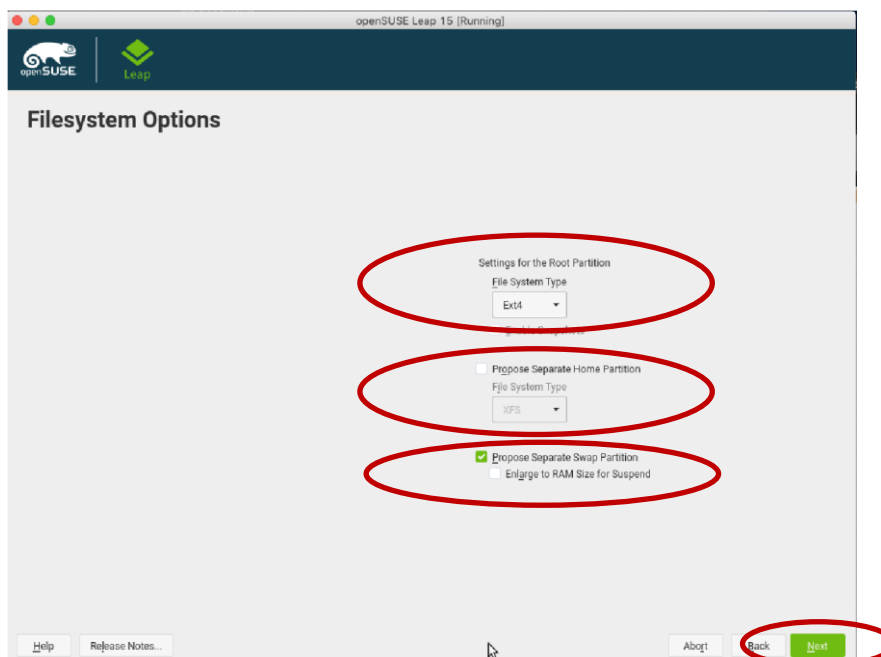 openSUSE Leap 15 [Running]
openSUSE
Leap
Filesystem Options
Settings for the Root Partition
File System Type
Ext4
Enable Snapshots
Propose Separate Home Partition
File System Type
XFS
Propose Separate Swap Partition
Enlarge to RAM Size for Suspend
Help Release Notes... Abort Back Next